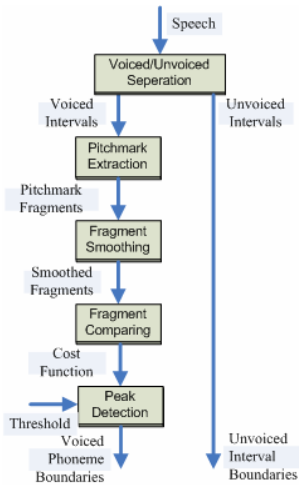 Speech
Voiced/Unvoiced
Seperation
Voiced
Intervals
Unvoiced
Intervals
Pitchmark
Extraction
Pitchmark
Fragments
Fragment
Smoothing
Smoothed
Fragments
Fragment
Comparing
Cost
Function
Peak
Detection
Threshold
Voiced
Phoneme
Boundaries
Unvoiced
Interval
Boundaries